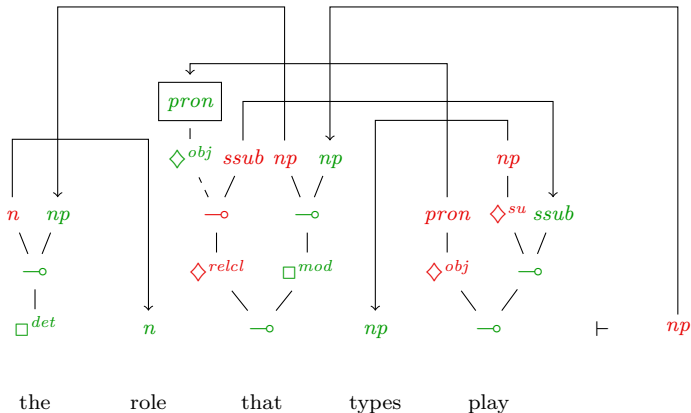 pron
◇obj ssub np np np
n np ⊸ ⊸ pron ◇su ssub
⊸ ◇relcl □mod ◇obj ⊸
□det n ⊸ np ⊸ ⊢ np
the role that types play